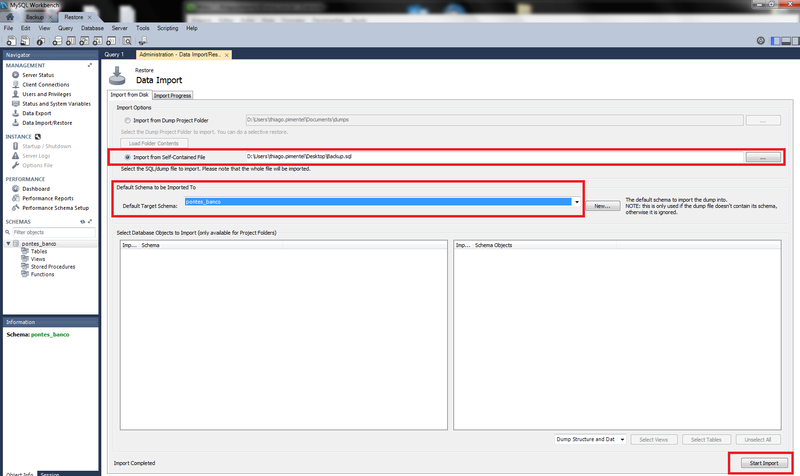 MySQL Workbench
Backup × Restore ×
File Edit View Query Database Server Tools Scripting Help
Navigator
MANAGEMENT
Server Status
Client Connections
Users and Privileges
Status and System Variables
Data Export
Data Import/Restore
INSTANCE
Startup / Shutdown
Server Logs
Options File
PERFORMANCE
Dashboard
Performance Reports
Performance Schema Setup
SCHEMAS
Filter objects
pontes_banco
Tables
Views
Stored Procedures
Functions
Information
Schema: pontes_banco
Object Info Session
Query 1 Administration - Data Import/Res... ×
Restore
Data Import
Import from Disk Import Progress
Import Options
Import from Dump Project Folder D:\Users\thiago.pimentel\Documents\dumps ...
Select the Dump Project Folder to import. You can do a selective restore.
Load Folder Contents
Import from Self-Contained File D:\Users\thiago.pimentel\Desktop\Backup.sql ...
Select the SQL/dump file to import. Please note that the whole file will be imported.
Default Schema to be Imported To
Default Target Schema: pontes_banco New...
The default schema to import the dump into.
NOTE: this is only used if the dump file doesn't contain its schema,
otherwise it is ignored.
Select Database Objects to Import (only available for Project Folders)
Imp... Schema
Imp... Schema Objects
Dump Structure and Dat Select Views Select Tables Unselect All
Import Completed
Start Import